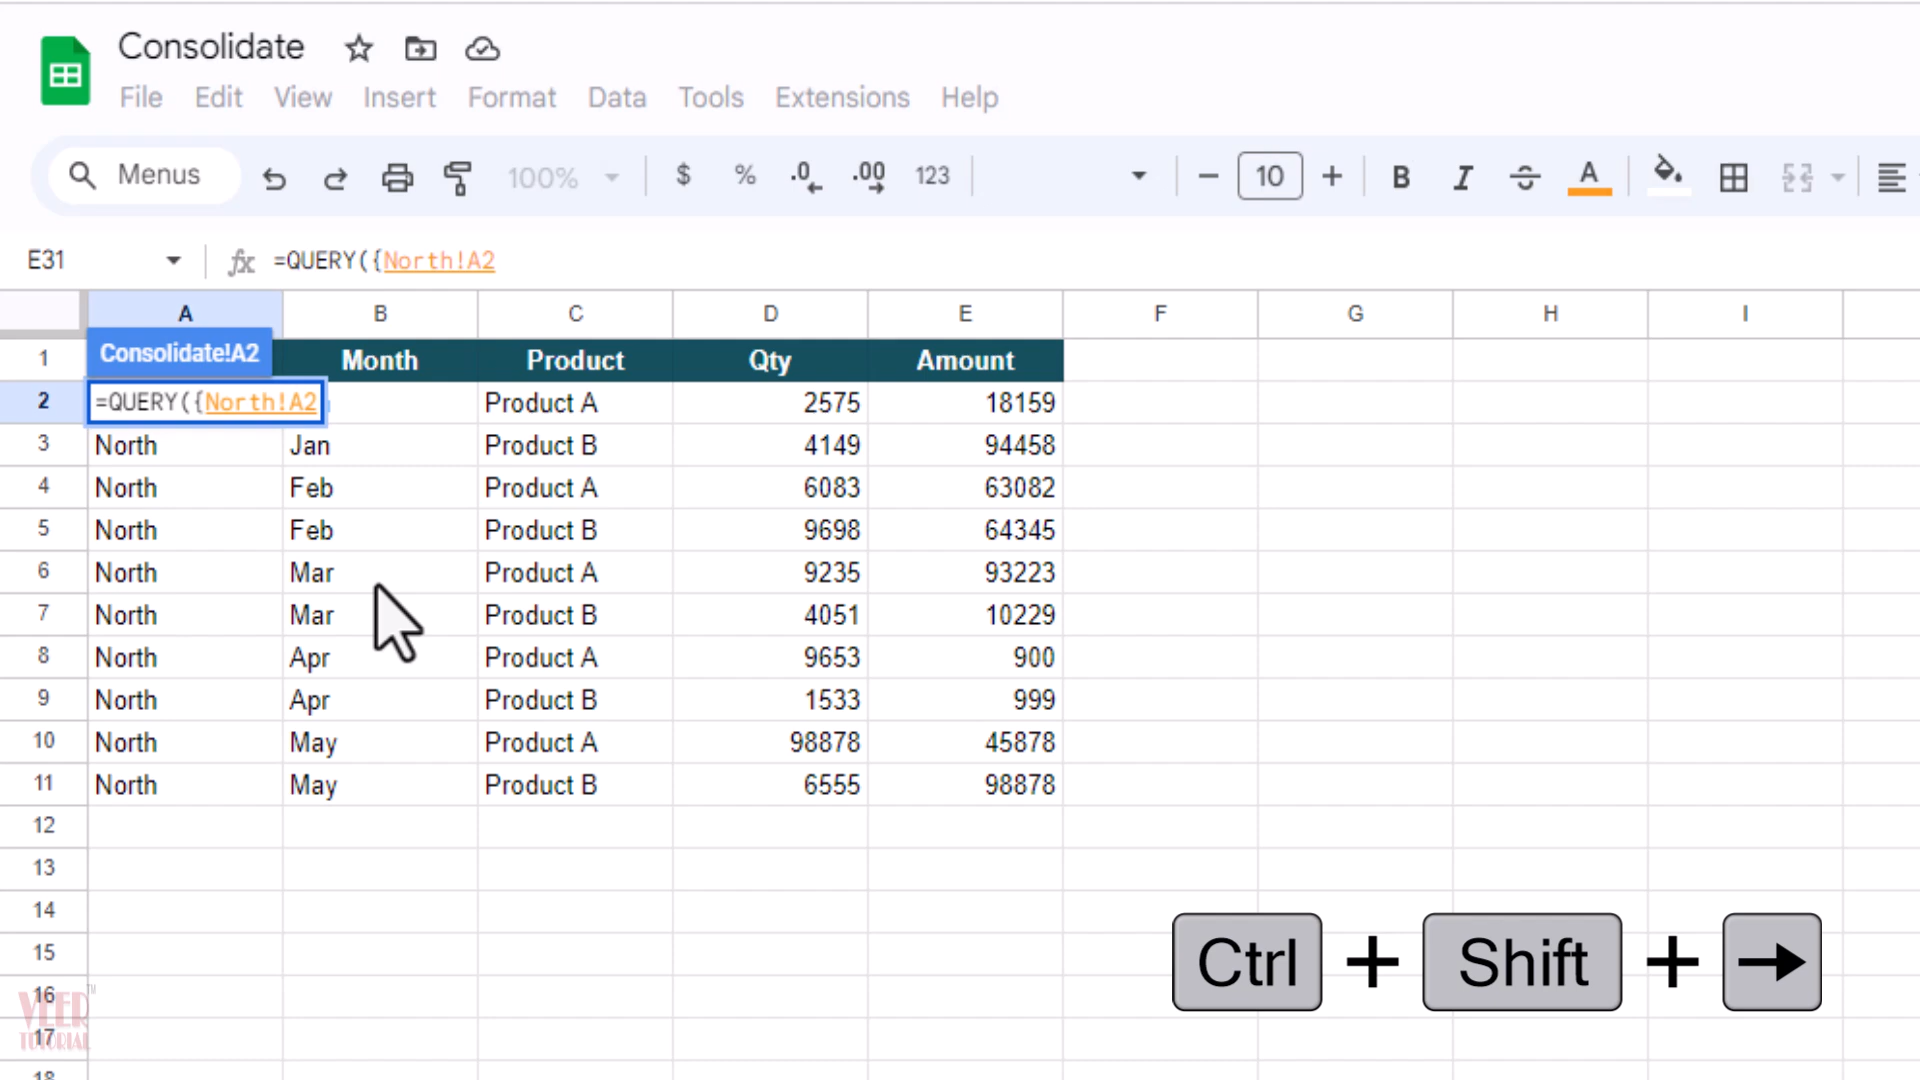 Consolidate
File Edit View Insert Format Data Tools Extensions Help
Menus 100% $ % .0 .00 123 10 B I A
E31 fx =QUERY({North!A2
A B C D E F G H I
Consolidate!A2
1 Month Product Qty Amount
2 =QUERY({North!A2 Product A 2575 18159
3 North Jan Product B 4149 94458
4 North Feb Product A 6083 63082
5 North Feb Product B 9698 64345
6 North Mar Product A 9235 93223
7 North Mar Product B 4051 10229
8 North Apr Product A 9653 900
9 North Apr Product B 1533 999
10 North May Product A 98878 45878
11 North May Product B 6555 98878
12
13
14
15
16
17
18
Ctrl + Shift + →
VEER™
TUTORIAL